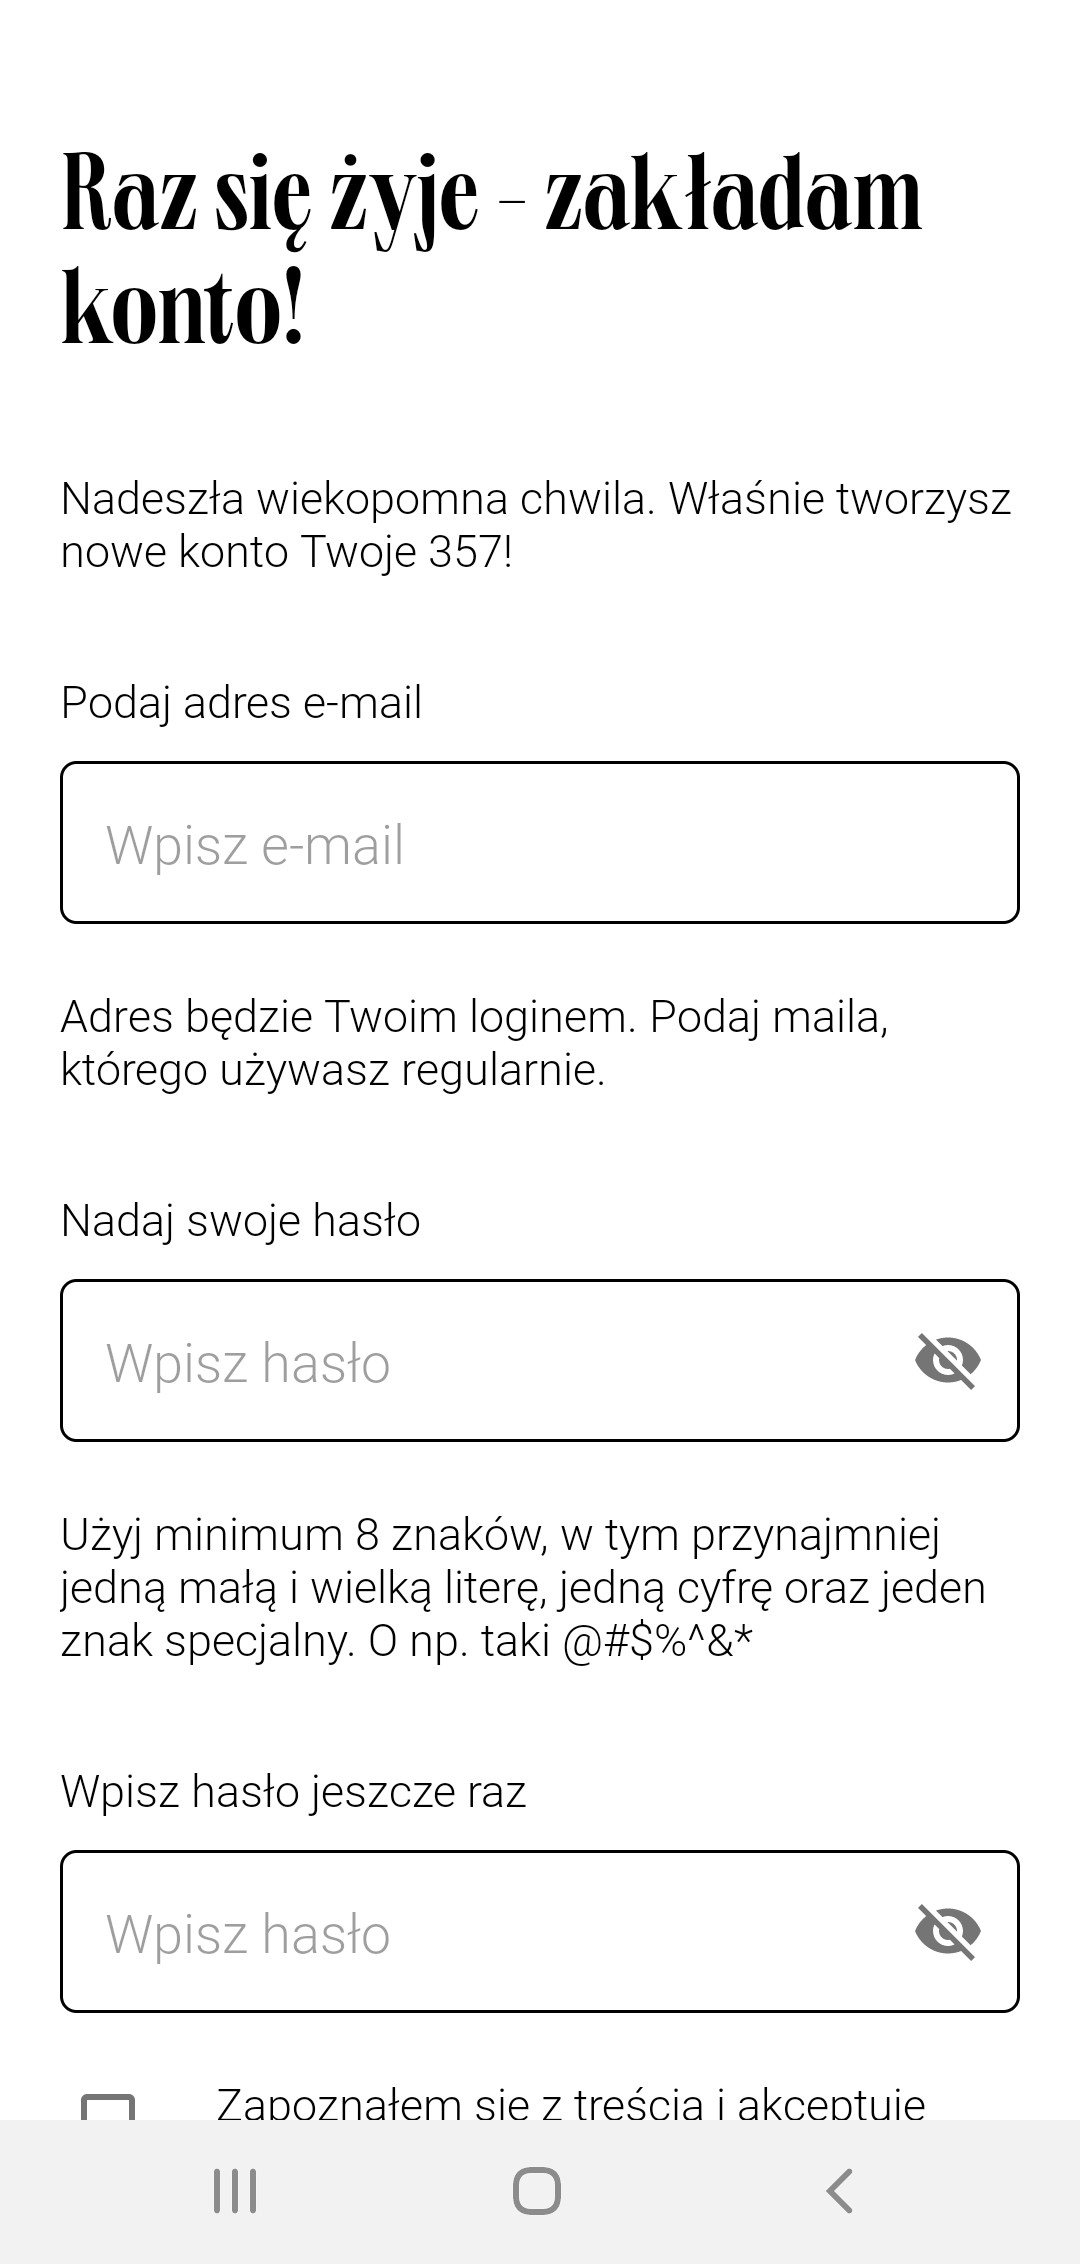 Raz się żyje – zakładam
konto!
Nadeszła wiekopomna chwila. Właśnie tworzysz
nowe konto Twoje 357!
Podaj adres e-mail
Wpisz e-mail
Adres będzie Twoim loginem. Podaj maila,
którego używasz regularnie.
Nadaj swoje hasło
Wpisz hasło
Użyj minimum 8 znaków, w tym przynajmniej
jedną małą i wielką literę, jedną cyfrę oraz jeden
znak specjalny. O np. taki @#$%^&*
Wpisz hasło jeszcze raz
Wpisz hasło
Zapoznałem się z treścią i akceptuję